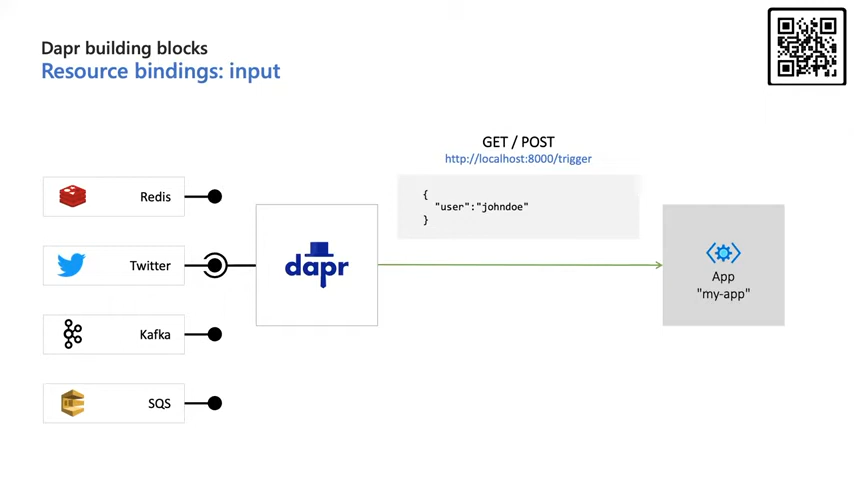 Dapr building blocks
Resource bindings: input
GET / POST
http://localhost:8000/trigger
{
"user":"johndoe"
}
Redis
Twitter
Kafka
SQS
dapr
App
"my-app"